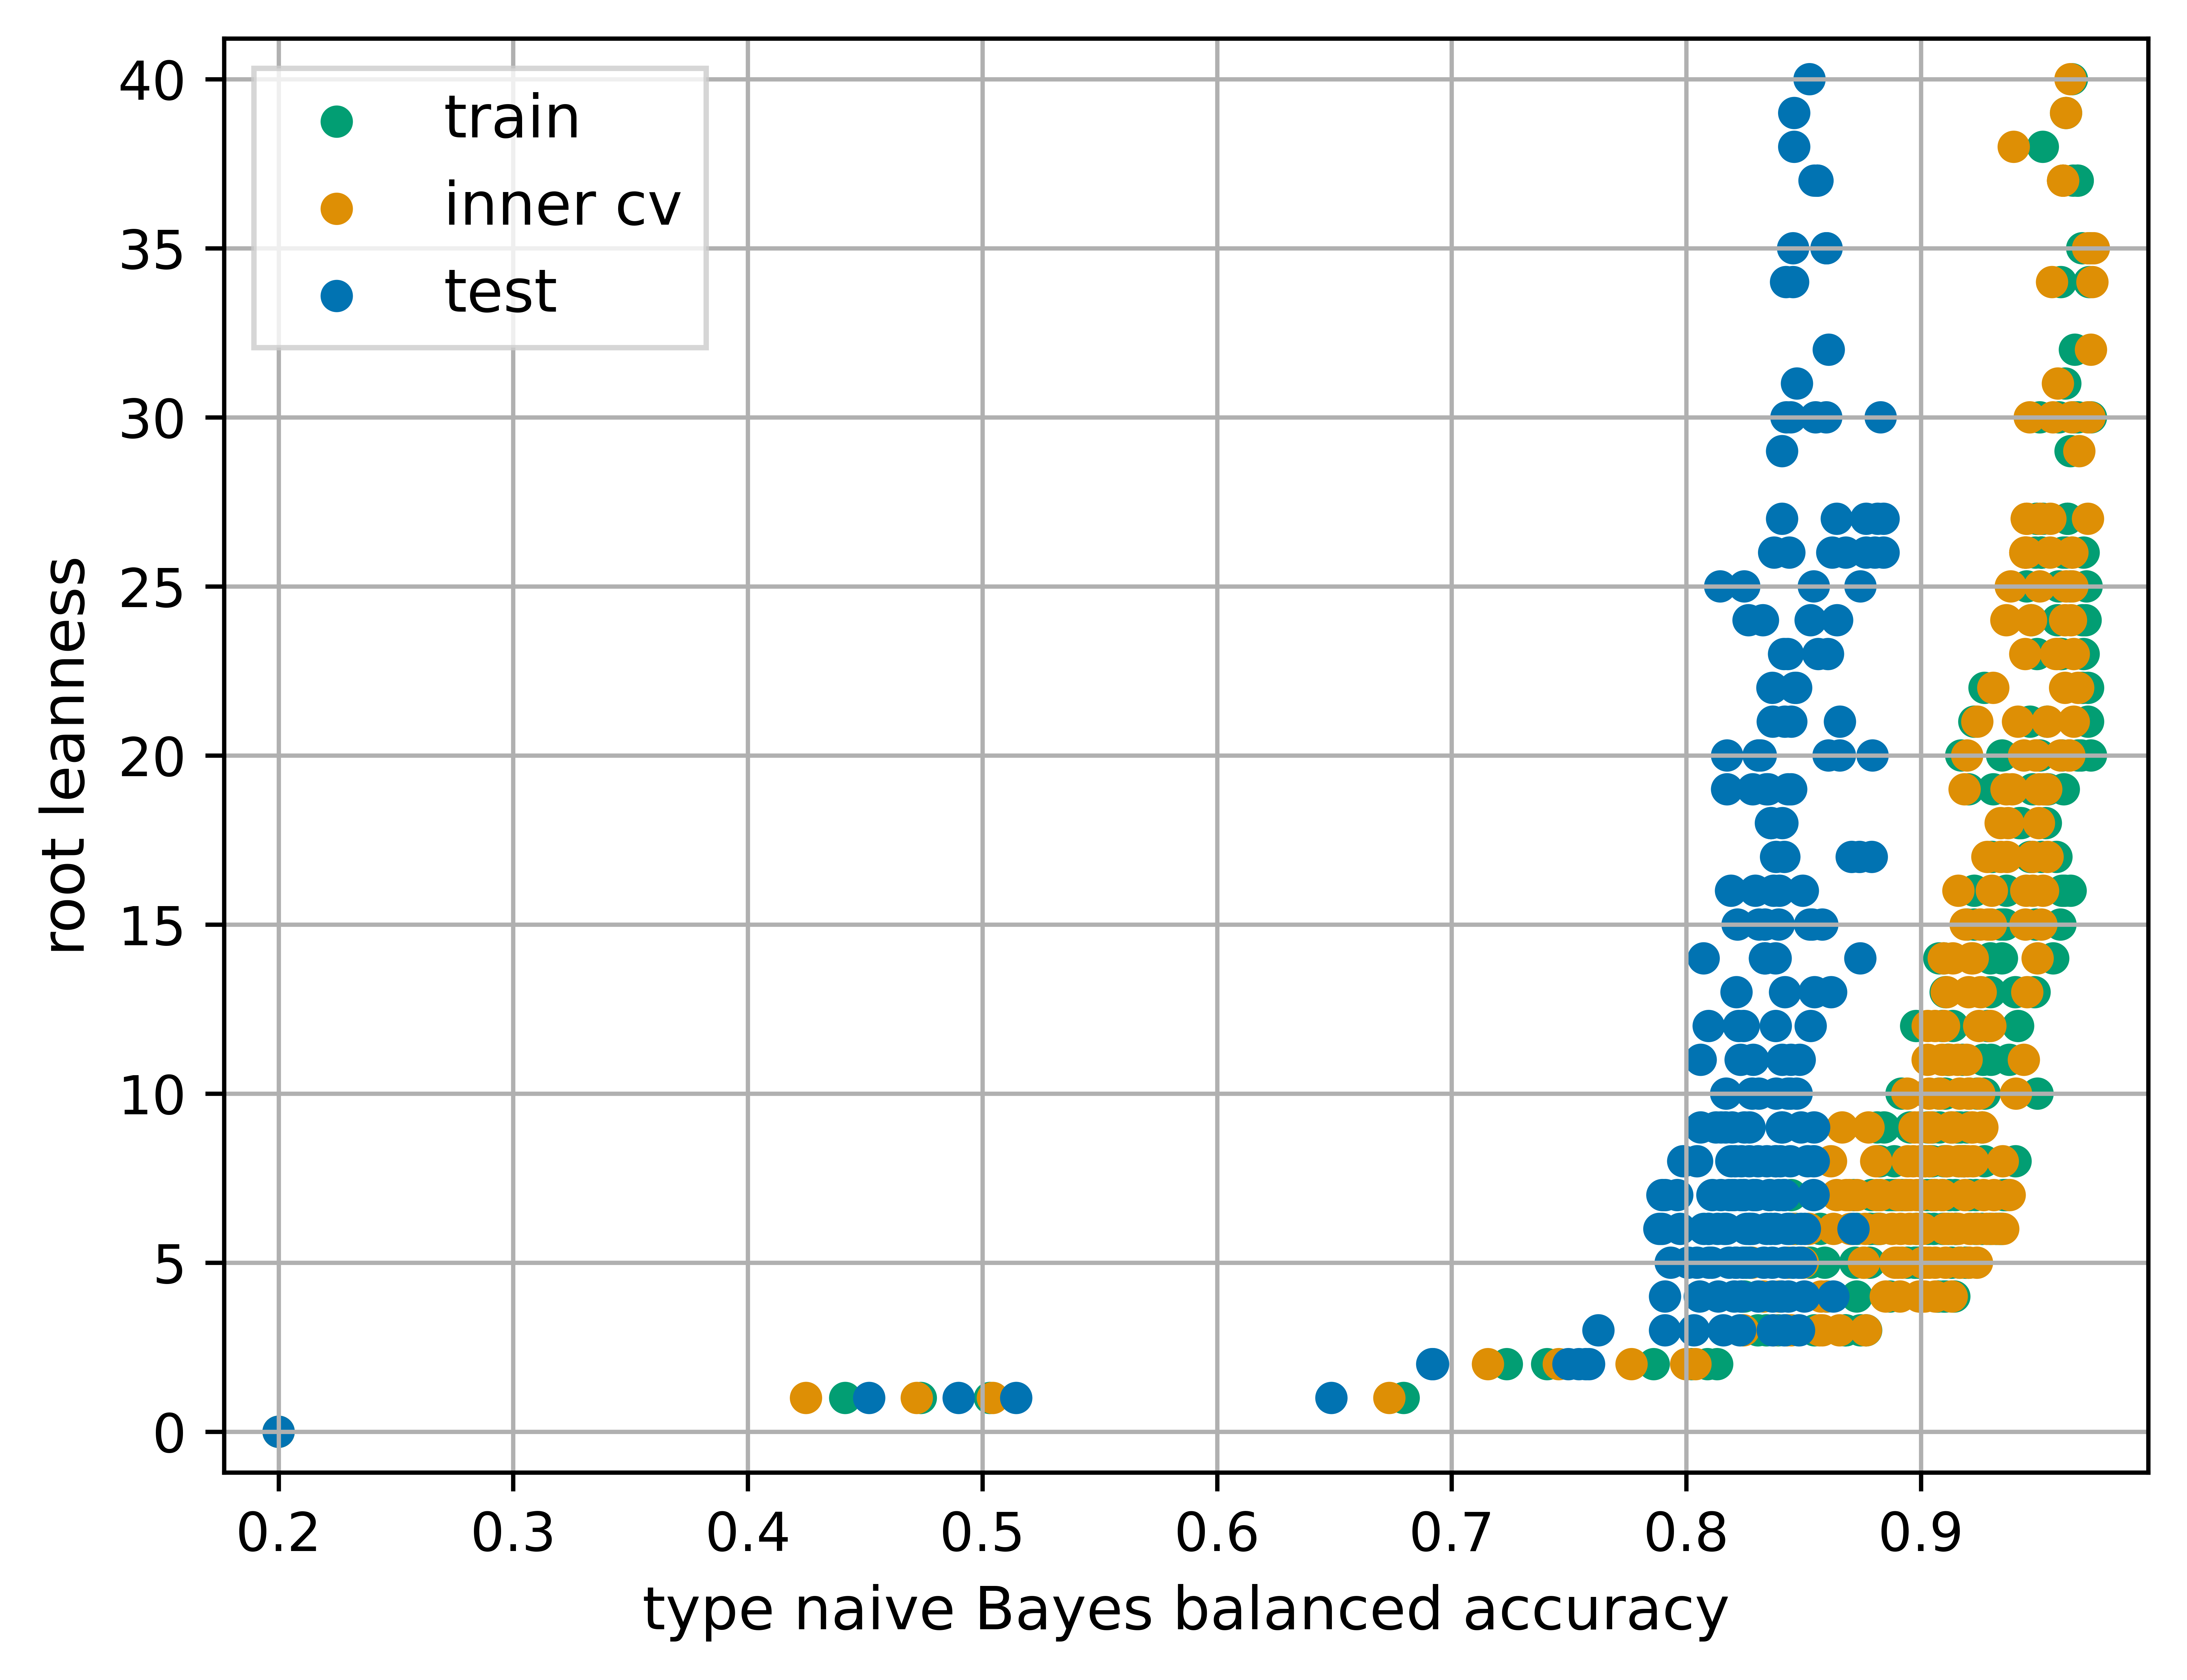 train
inner cv
test
40
35
30
25
20
15
10
5
0
root leanness
0.2 0.3 0.4 0.5 0.6 0.7 0.8 0.9
type naive Bayes balanced accuracy